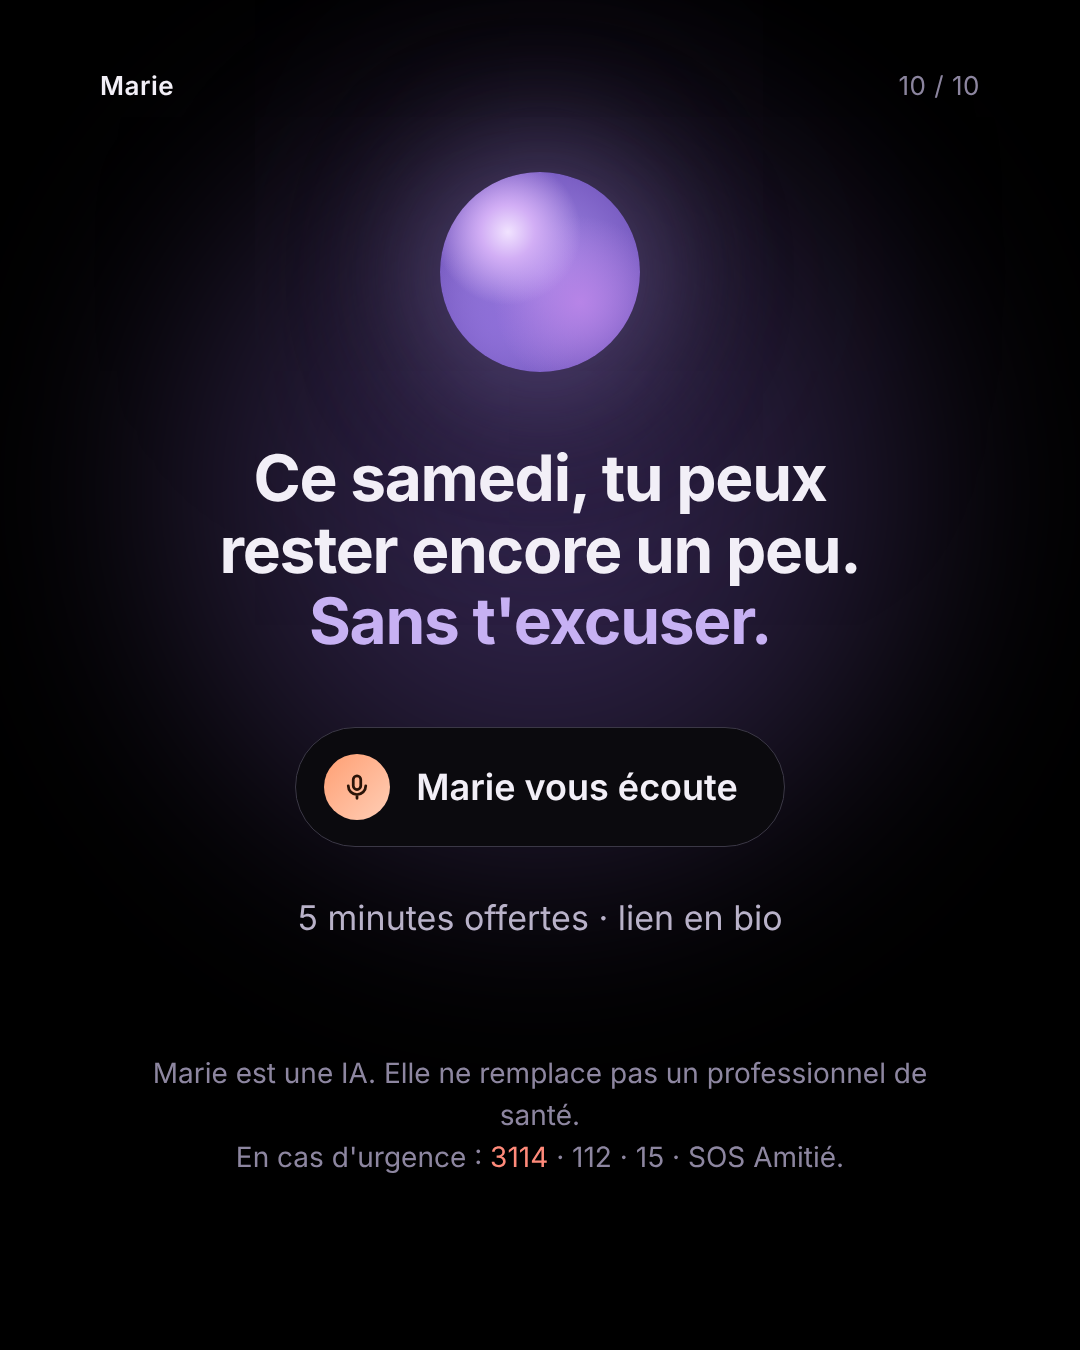 Marie
10 / 10
Ce samedi, tu peux
rester encore un peu.
Sans t'excuser.
Marie vous écoute
5 minutes offertes · lien en bio
Marie est une IA. Elle ne remplace pas un professionnel de
santé.
En cas d'urgence : 3114 · 112 · 15 · SOS Amitié.